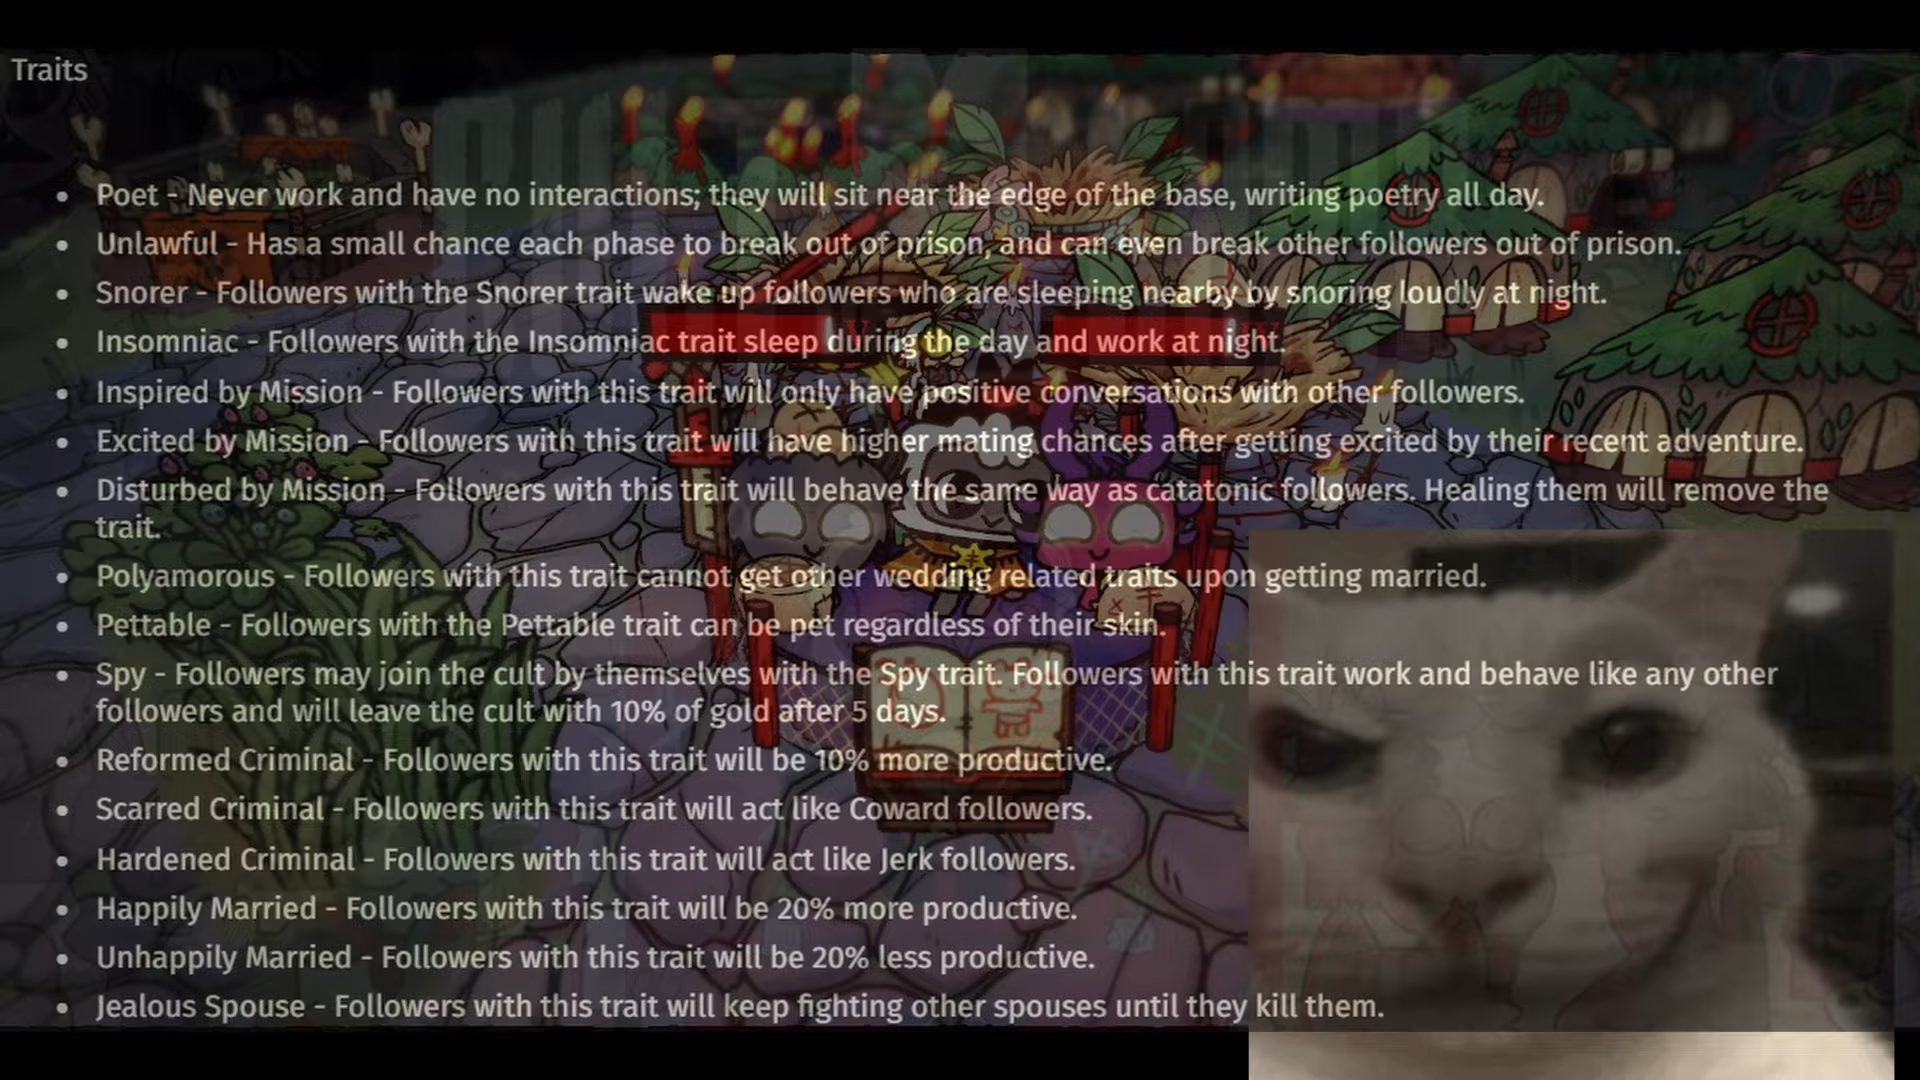 Traits
• Poet - Never work and have no interactions; they will sit near the edge of the base, writing poetry all day.
• Unlawful - Has a small chance each phase to break out of prison, and can even break other followers out of prison.
• Snorer - Followers with the Snorer trait wake up followers who are sleeping nearby by snoring loudly at night.
• Insomniac - Followers with the Insomniac trait sleep during the day and work at night.
• Inspired by Mission - Followers with this trait will only have positive conversations with other followers.
• Excited by Mission - Followers with this trait will have higher mating chances after getting excited by their recent adventure.
• Disturbed by Mission - Followers with this trait will behave the same way as catatonic followers. Healing them will remove the
trait.
• Polyamorous - Followers with this trait cannot get other wedding related traits upon getting married.
• Pettable - Followers with the Pettable trait can be pet regardless of their skin.
• Spy - Followers may join the cult by themselves with the Spy trait. Followers with this trait work and behave like any other
followers and will leave the cult with 10% of gold after 5 days.
• Reformed Criminal - Followers with this trait will be 10% more productive.
• Scarred Criminal - Followers with this trait will act like Coward followers.
• Hardened Criminal - Followers with this trait will act like Jerk followers.
• Happily Married - Followers with this trait will be 20% more productive.
• Unhappily Married - Followers with this trait will be 20% less productive.
• Jealous Spouse - Followers with this trait will keep fighting other spouses until they kill them.